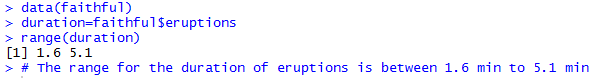 > data(faithful)
> duration=faithful$eruptions
> range(duration)
[1] 1.6 5.1
> # The range for the duration of eruptions is between 1.6 min to 5.1 min